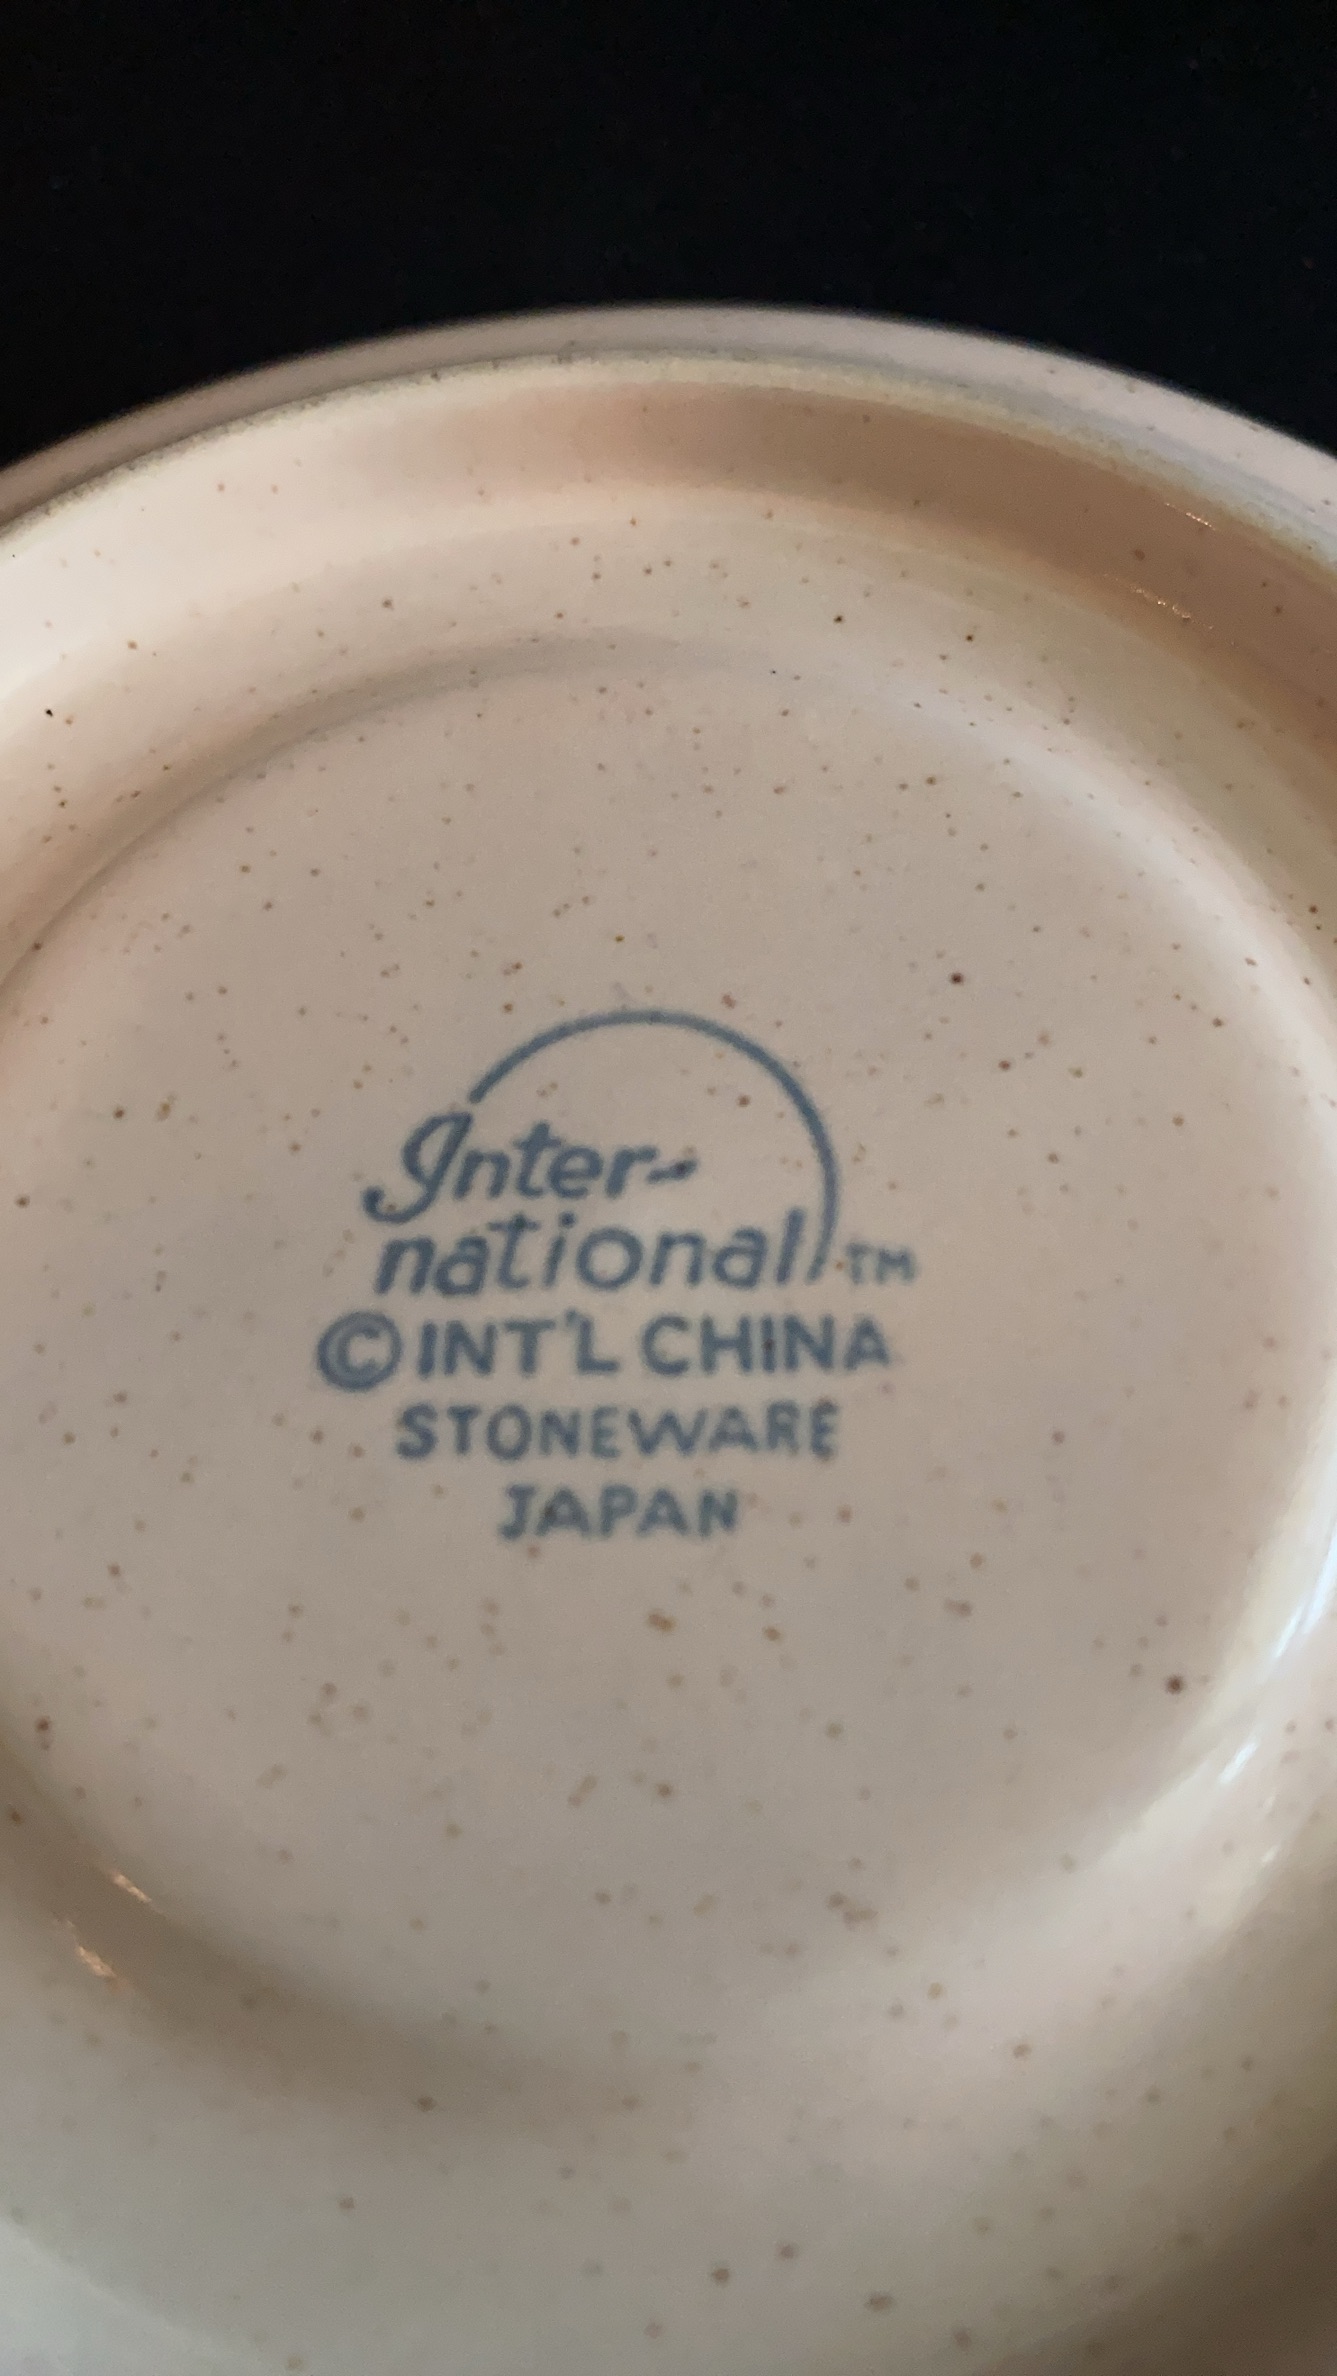 Inter-
national TM
© INT'L CHINA
STONEWARE
JAPAN